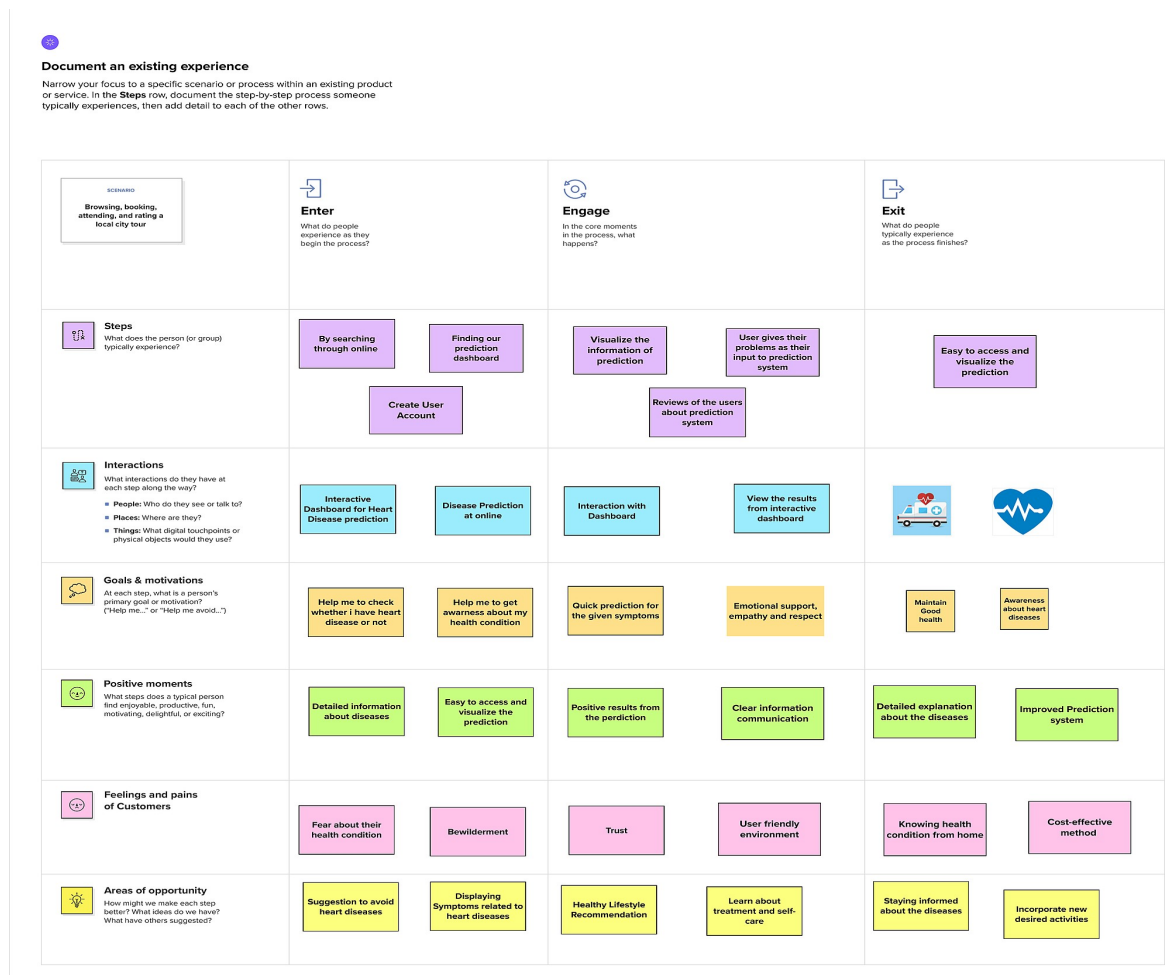 Document an existing experience
Narrow your focus to a specific scenario or process within an existing product
or service. In the Steps row, document the step-by-step process someone
typically experiences, then add detail to each of the other rows.
SCENARIO
Browsing, booking,
attending, and rating a
local city tour
Enter
What do people
experience as they
begin the process?
Engage
In the core moments
in the process, what
happens?
Exit
What do people
typically experience
as the process finishes?
Steps
What does the person (or group)
typically experience?
By searching
through online
Finding our
prediction
dashboard
Create User
Account
Visualize the
information of
prediction
User gives their
problems as their
input to prediction
system
Reviews of the users
about prediction
system
Easy to access and
visualize the
prediction
Interactions
What interactions do they have at
each step along the way?
People: Who do they see or talk to?
Places: Where are they?
Things: What digital touchpoints or
physical objects would they use?
Interactive
Dashboard for Heart
Disease prediction
Disease Prediction
at online
Interaction with
Dashboard
View the results
from interactive
dashboard
Goals & motivations
At each step, what is a person's
primary goal or motivation?
("Help me..." or "Help me avoid...")
Help me to check
whether i have heart
disease or not
Help me to get
awarness about my
health condition
Quick prediction for
the given symptoms
Emotional support,
empathy and respect
Maintain
Good
health
Awareness
about heart
diseases
Positive moments
What steps does a typical person
find enjoyable, productive, fun,
motivating, delightful, or exciting?
Detailed information
about diseases
Easy to access and
visualize the
prediction
Positive results from
the perdiction
Clear information
communication
Detailed explanation
about the diseases
Improved Prediction
system
Feelings and pains
of Customers
Fear about their
health condition
Bewilderment
Trust
User friendly
environment
Knowing health
condition from home
Cost-effective
method
Areas of opportunity
How might we make each step
better? What ideas do we have?
What have others suggested?
Suggestion to avoid
heart diseases
Displaying
Symptoms related to
heart diseases
Healthy Lifestyle
Recommendation
Learn about
treatment and self-
care
Staying informed
about the diseases
Incorporate new
desired activities